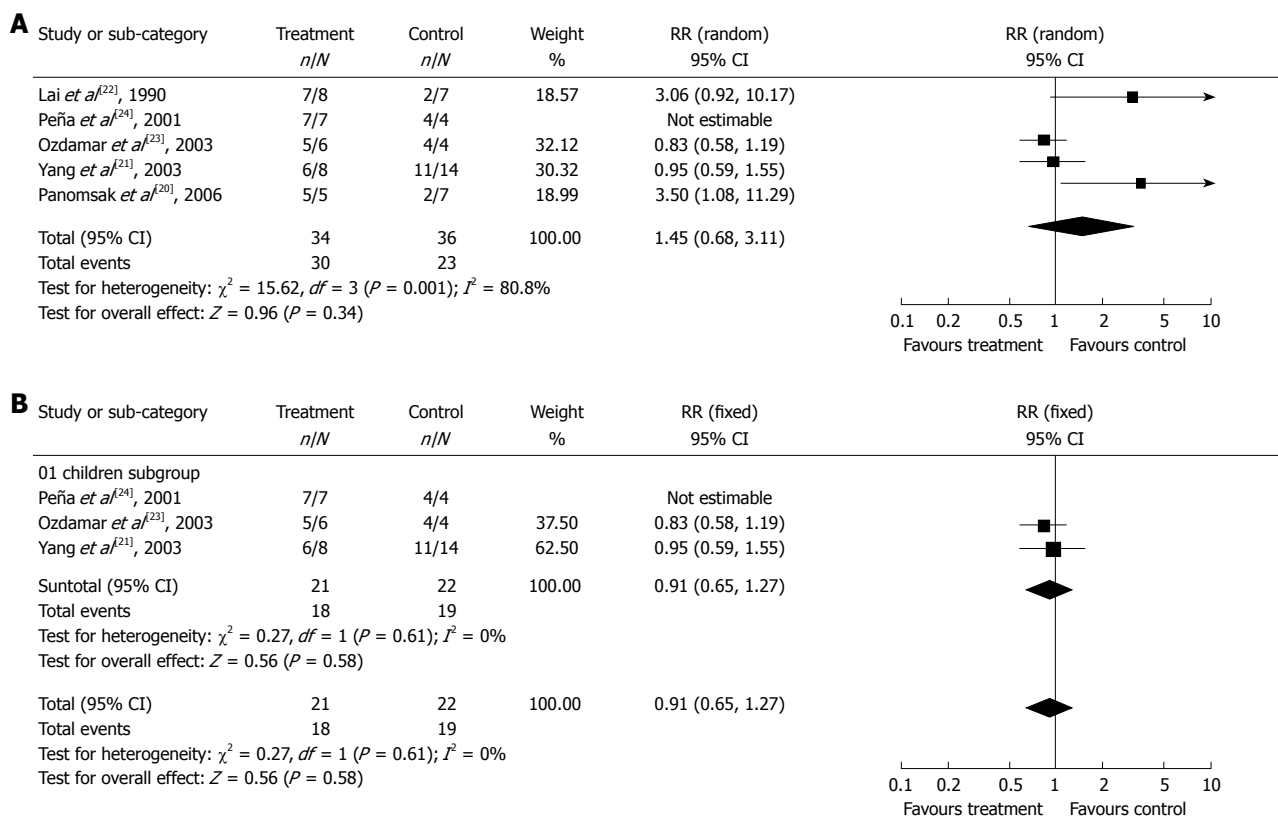 A
Study or sub-category Treatment Control Weight RR (random) RR (random)
n/N n/N % 95% CI 95% CI
Lai et al[22], 1990 7/8 2/7 18.57 3.06 (0.92, 10.17)
Peña et al[24], 2001 7/7 4/4 Not estimable
Ozdamar et al[23], 2003 5/6 4/4 32.12 0.83 (0.58, 1.19)
Yang et al[21], 2003 6/8 11/14 30.32 0.95 (0.59, 1.55)
Panomsak et al[20], 2006 5/5 2/7 18.99 3.50 (1.08, 11.29)
Total (95% CI) 34 36 100.00 1.45 (0.68, 3.11)
Total events 30 23
Test for heterogeneity: χ2 = 15.62, df = 3 (P = 0.001); I2 = 80.8%
Test for overall effect: Z = 0.96 (P = 0.34)
0.1 0.2 0.5 1 2 5 10
Favours treatment Favours control
B
Study or sub-category Treatment Control Weight RR (fixed) RR (fixed)
n/N n/N % 95% CI 95% CI
01 children subgroup
Peña et al[24], 2001 7/7 4/4 Not estimable
Ozdamar et al[23], 2003 5/6 4/4 37.50 0.83 (0.58, 1.19)
Yang et al[21], 2003 6/8 11/14 62.50 0.95 (0.59, 1.55)
Suntotal (95% CI) 21 22 100.00 0.91 (0.65, 1.27)
Total events 18 19
Test for heterogeneity: χ2 = 0.27, df = 1 (P = 0.61); I2 = 0%
Test for overall effect: Z = 0.56 (P = 0.58)
Total (95% CI) 21 22 100.00 0.91 (0.65, 1.27)
Total events 18 19
Test for heterogeneity: χ2 = 0.27, df = 1 (P = 0.61); I2 = 0%
Test for overall effect: Z = 0.56 (P = 0.58)
0.1 0.2 0.5 1 2 5 10
Favours treatment Favours control